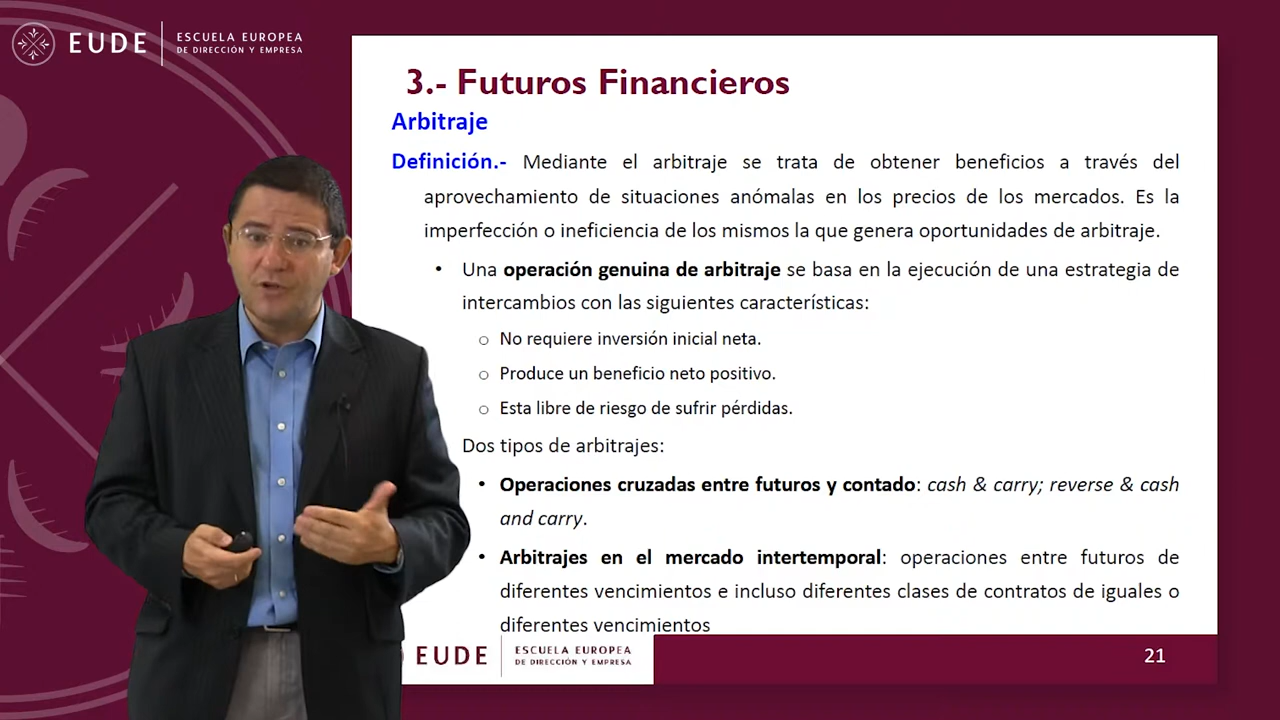 EUDE
ESCUELA EUROPEA
DE DIRECCIÓN Y EMPRESA
3.- Futuros Financieros
Arbitraje
Definición.- Mediante el arbitraje se trata de obtener beneficios a través del
aprovechamiento de situaciones anómalas en los precios de los mercados. Es la
imperfección o ineficiencia de los mismos la que genera oportunidades de arbitraje.
• Una operación genuina de arbitraje se basa en la ejecución de una estrategia de
intercambios con las siguientes características:
o No requiere inversión inicial neta.
o Produce un beneficio neto positivo.
o Esta libre de riesgo de sufrir pérdidas.
Dos tipos de arbitrajes:
• Operaciones cruzadas entre futuros y contado: cash & carry; reverse & cash
and carry.
• Arbitrajes en el mercado intertemporal: operaciones entre futuros de
diferentes vencimientos e incluso diferentes clases de contratos de iguales o
diferentes vencimientos
EUDE
ESCUELA EUROPEA
DE DIRECCIÓN Y EMPRESA
21